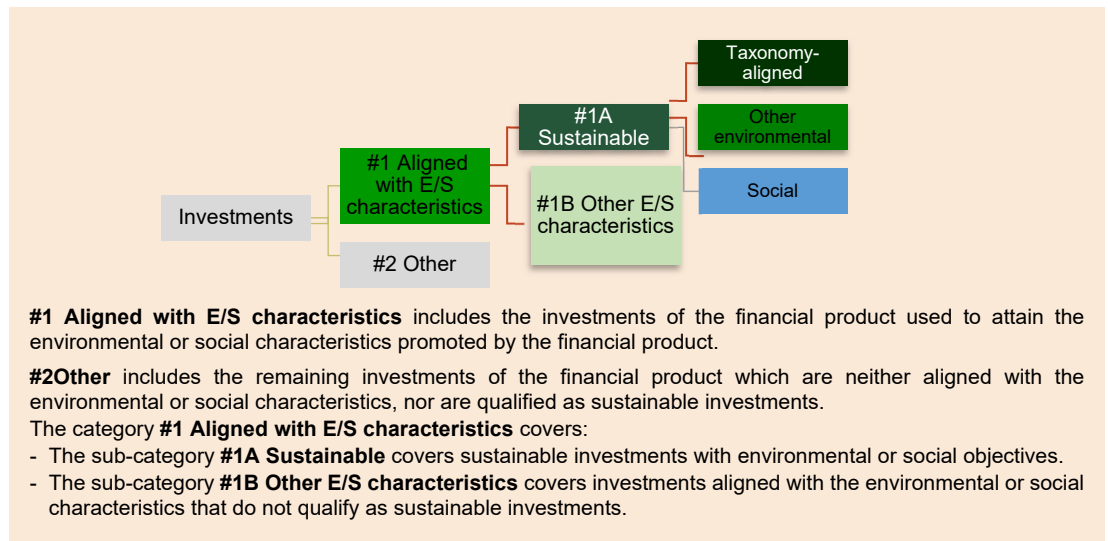 Taxonomy-
aligned
#1A
Sustainable
Other
environmental
#1 Aligned
with E/S
characteristics
Social
#1B Other E/S
characteristics
Investments
#2 Other
#1 Aligned with E/S characteristics includes the investments of the financial product used to attain the
environmental or social characteristics promoted by the financial product.
#2Other includes the remaining investments of the financial product which are neither aligned with the
environmental or social characteristics, nor are qualified as sustainable investments.
The category #1 Aligned with E/S characteristics covers:
- The sub-category #1A Sustainable covers sustainable investments with environmental or social objectives.
- The sub-category #1B Other E/S characteristics covers investments aligned with the environmental or social
characteristics that do not qualify as sustainable investments.